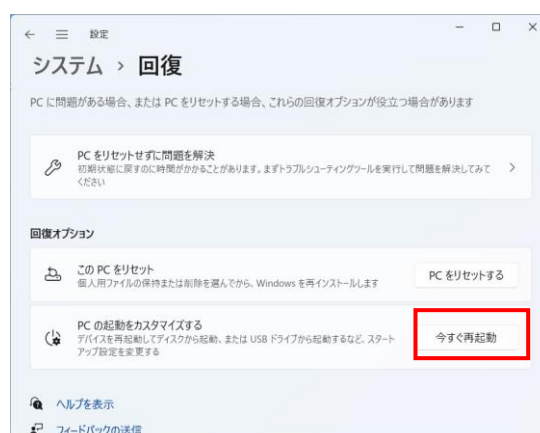 設定
システム › 回復
PC に問題がある場合、または PC をリセットする場合、これらの回復オプションが役立つ場合があります
PC をリセットせずに問題を解決
初期状態に戻すのに時間がかかることがあります。まずトラブルシューティングツールを実行して問題を解決してみて
ください
回復オプション
この PC をリセット
個人用ファイルの保持または削除を選んでから、Windows を再インストールします
PC をリセットする
PC の起動をカスタマイズする
デバイスを再起動してディスクから起動、または USB ドライブから起動するなど、スタート
アップ設定を変更する
今すぐ再起動
ヘルプを表示
フィードバックの送信